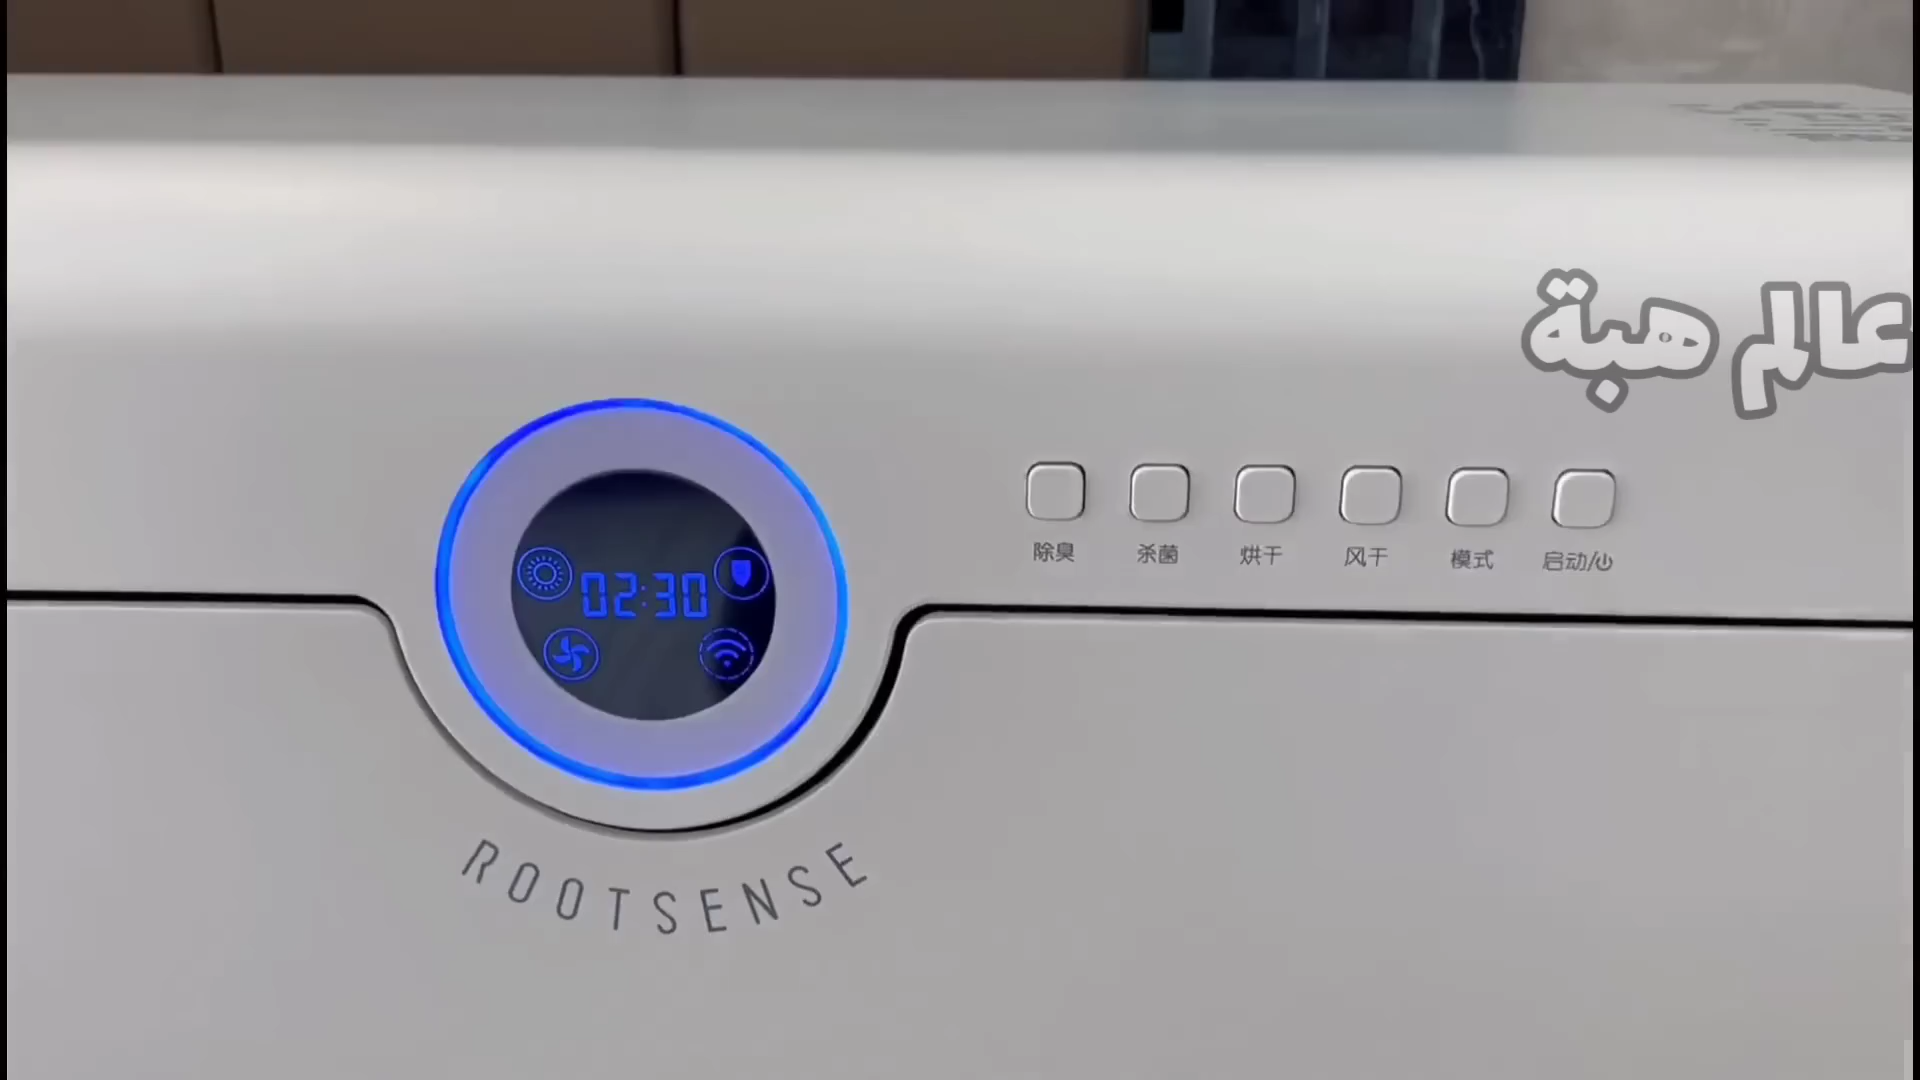 عالم هبة
02:30
除臭
杀菌
烘干
风干
模式
启动/⏻
ROOTSENSE